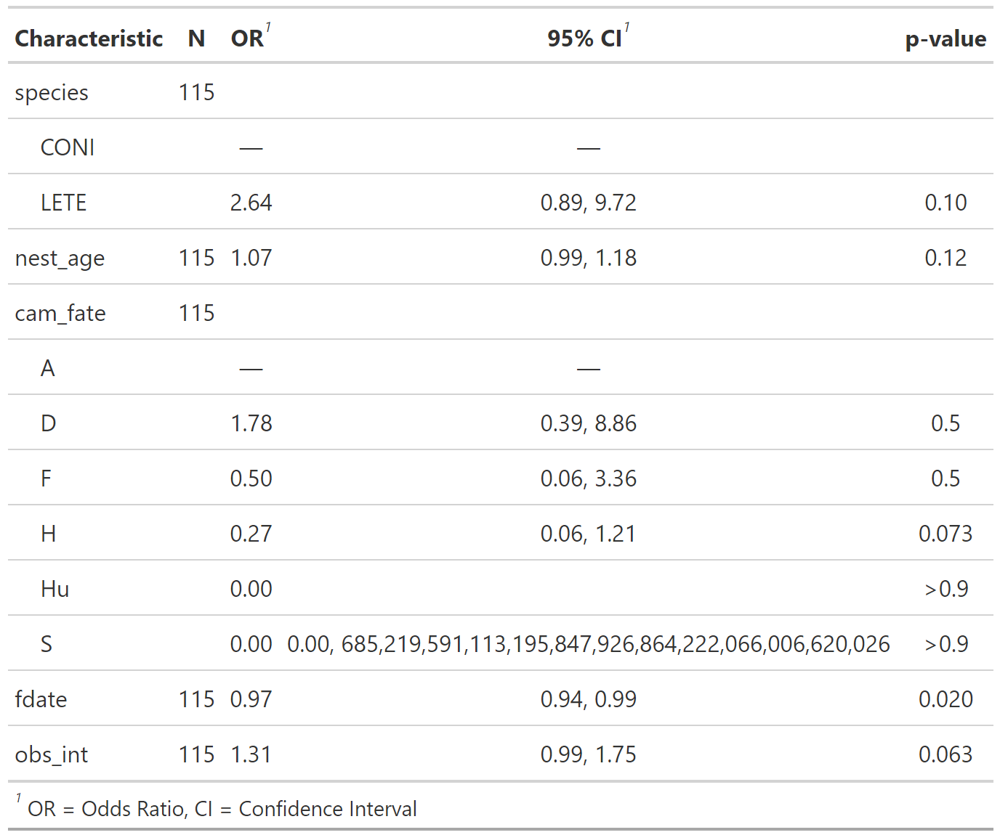 Characteristic N OR1 95% CI1 p-value
species 115
CONI — —
LETE 2.64 0.89, 9.72 0.10
nest_age 115 1.07 0.99, 1.18 0.12
cam_fate 115
A — —
D 1.78 0.39, 8.86 0.5
F 0.50 0.06, 3.36 0.5
H 0.27 0.06, 1.21 0.073
Hu 0.00 >0.9
S 0.00 0.00, 685,219,591,113,195,847,926,864,222,066,006,620,026 >0.9
fdate 115 0.97 0.94, 0.99 0.020
obs_int 115 1.31 0.99, 1.75 0.063
1 OR = Odds Ratio, CI = Confidence Interval